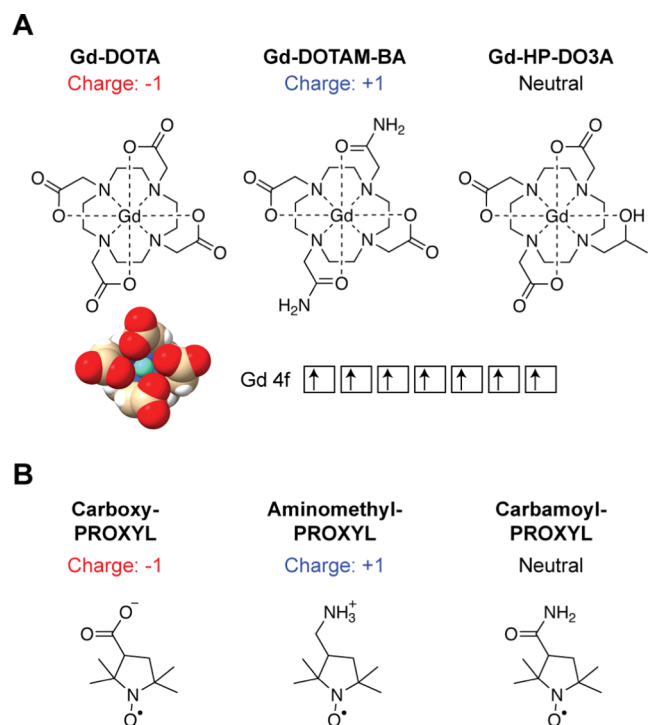 A
Gd-DOTA Gd-DOTAM-BA Gd-HP-DO3A
Charge: -1 Charge: +1 Neutral
O O NH2 O
O O O
O N N O N N O N N
O Gd O O Gd O O Gd OH
N N O N N O N N
O O O
O H2N O
Gd 4f ↑ ↑ ↑ ↑ ↑ ↑ ↑
B
Carboxy- Aminomethyl- Carbamoyl-
PROXYL PROXYL PROXYL
Charge: -1 Charge: +1 Neutral
O− NH3+ NH2
O O
N N N
O• O• O•